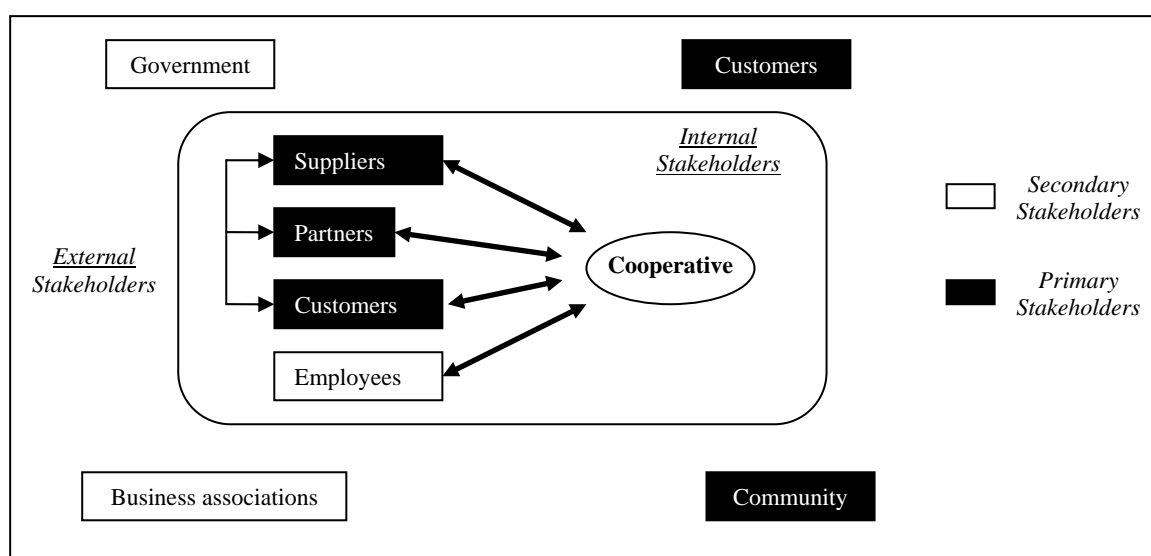 Government
Customers
Internal
Stakeholders
Suppliers
Secondary
Stakeholders
Partners
External
Stakeholders
Cooperative
Customers
Primary
Stakeholders
Employees
Business associations
Community